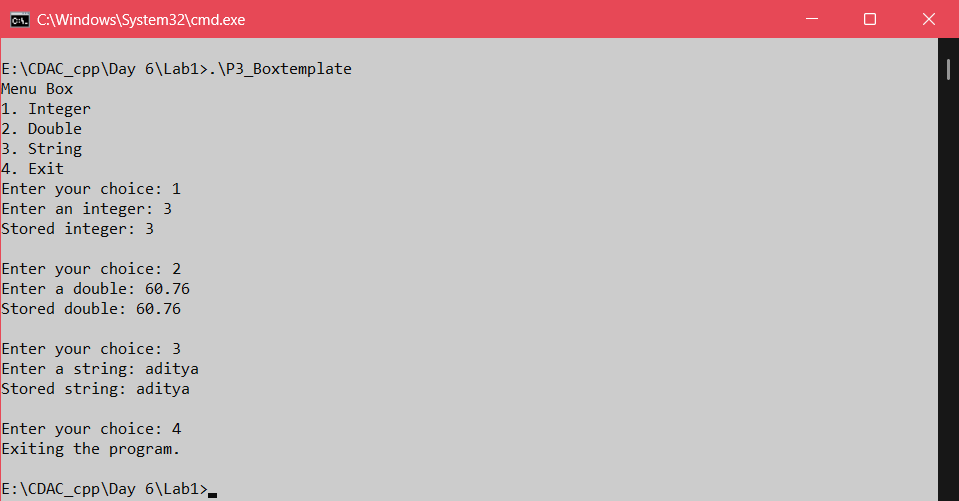 C:\Windows\System32\cmd.exe
E:\CDAC_cpp\Day 6\Lab1>.\P3_Boxtemplate
Menu Box
1. Integer
2. Double
3. String
4. Exit
Enter your choice: 1
Enter an integer: 3
Stored integer: 3
Enter your choice: 2
Enter a double: 60.76
Stored double: 60.76
Enter your choice: 3
Enter a string: aditya
Stored string: aditya
Enter your choice: 4
Exiting the program.
E:\CDAC_cpp\Day 6\Lab1>